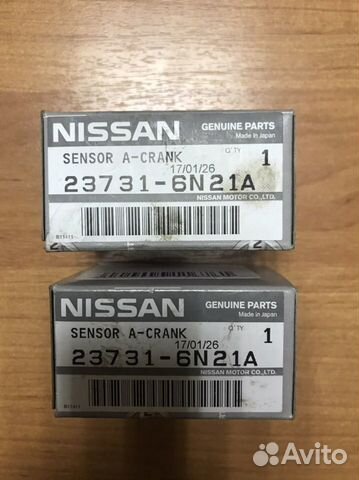 NISSAN
GENUINE PARTS
Made in Japan
SENSOR A-CRANK
Q'TY
1
17/01/26
23731-6N21A
NISSAN MOTOR CO.,LTD.
NISSAN
GENUINE PARTS
Made in Japan
SENSOR A-CRANK
Q'TY
1
17/01/26
23731-6N21A
NISSAN MOTOR CO.,LTD.
Avito